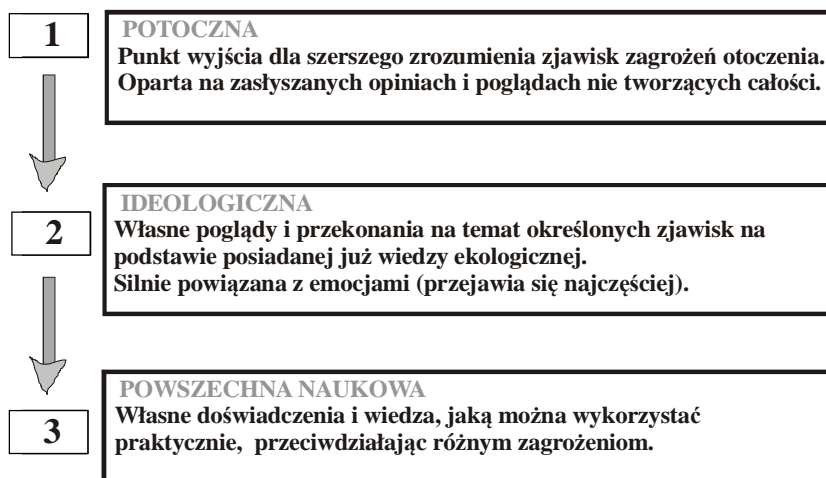 1
POTOCZNA
Punkt wyjścia dla szerszego zrozumienia zjawisk zagrożeń otoczenia.
Oparta na zasłyszanych opiniach i poglądach nie tworzących całości.
2
IDEOLOGICZNA
Własne poglądy i przekonania na temat określonych zjawisk na
podstawie posiadanej już wiedzy ekologicznej.
Silnie powiązana z emocjami (przejawia się najczęściej).
3
POWSZECHNA NAUKOWA
Własne doświadczenia i wiedza, jaką można wykorzystać
praktycznie, przeciwdziałając różnym zagrożeniom.